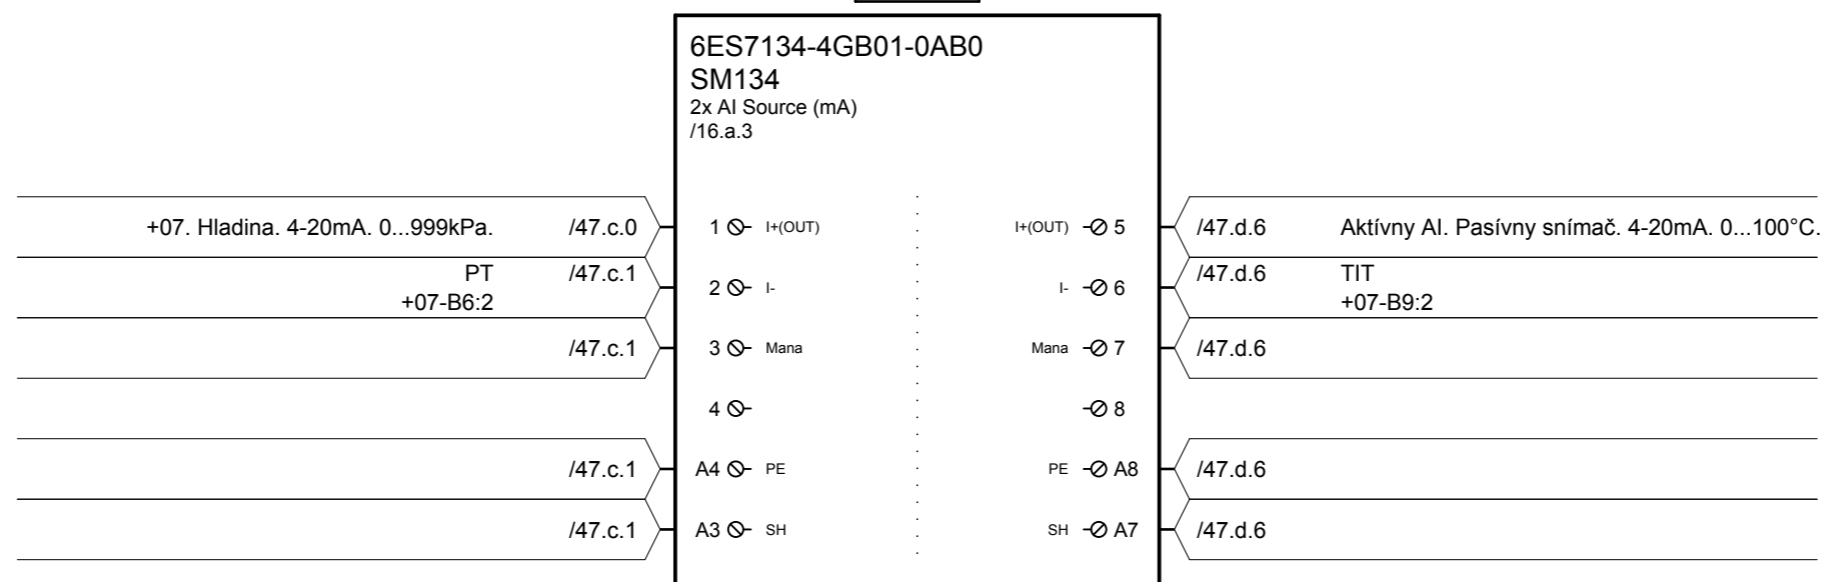 6ES7134-4GB01-0AB0
SM134
2x AI Source (mA)
/16.a.3
+07. Hladina. 4-20mA. 0...999kPa. /47.c.0 1 I+(OUT) I+(OUT) 5 /47.d.6 Aktívny AI. Pasívny snímač. 4-20mA. 0...100°C.
PT /47.c.1 2 I- I- 6 /47.d.6 TIT
+07-B6:2 +07-B9:2
/47.c.1 3 Mana Mana 7 /47.d.6
4 8
/47.c.1 A4 PE PE A8 /47.d.6
/47.c.1 A3 SH SH A7 /47.d.6